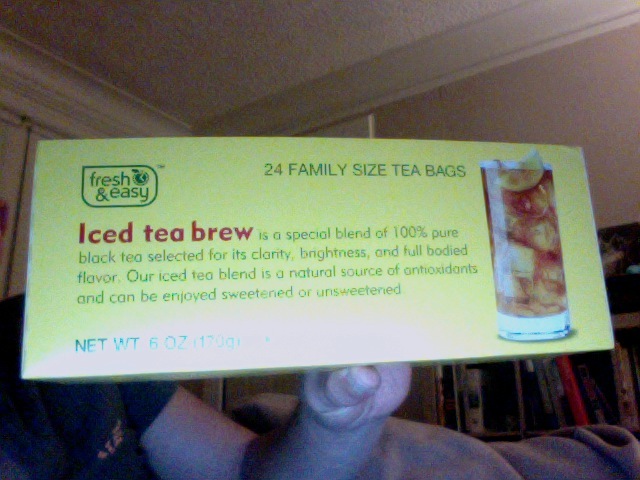 fresh
& easy
™
24 FAMILY SIZE TEA BAGS
Iced tea brew is a special blend of 100% pure
black tea selected for its clarity, brightness, and full bodied
flavor. Our iced tea blend is a natural source of antioxidants
and can be enjoyed sweetened or unsweetened
NET WT. 6 OZ (170g)